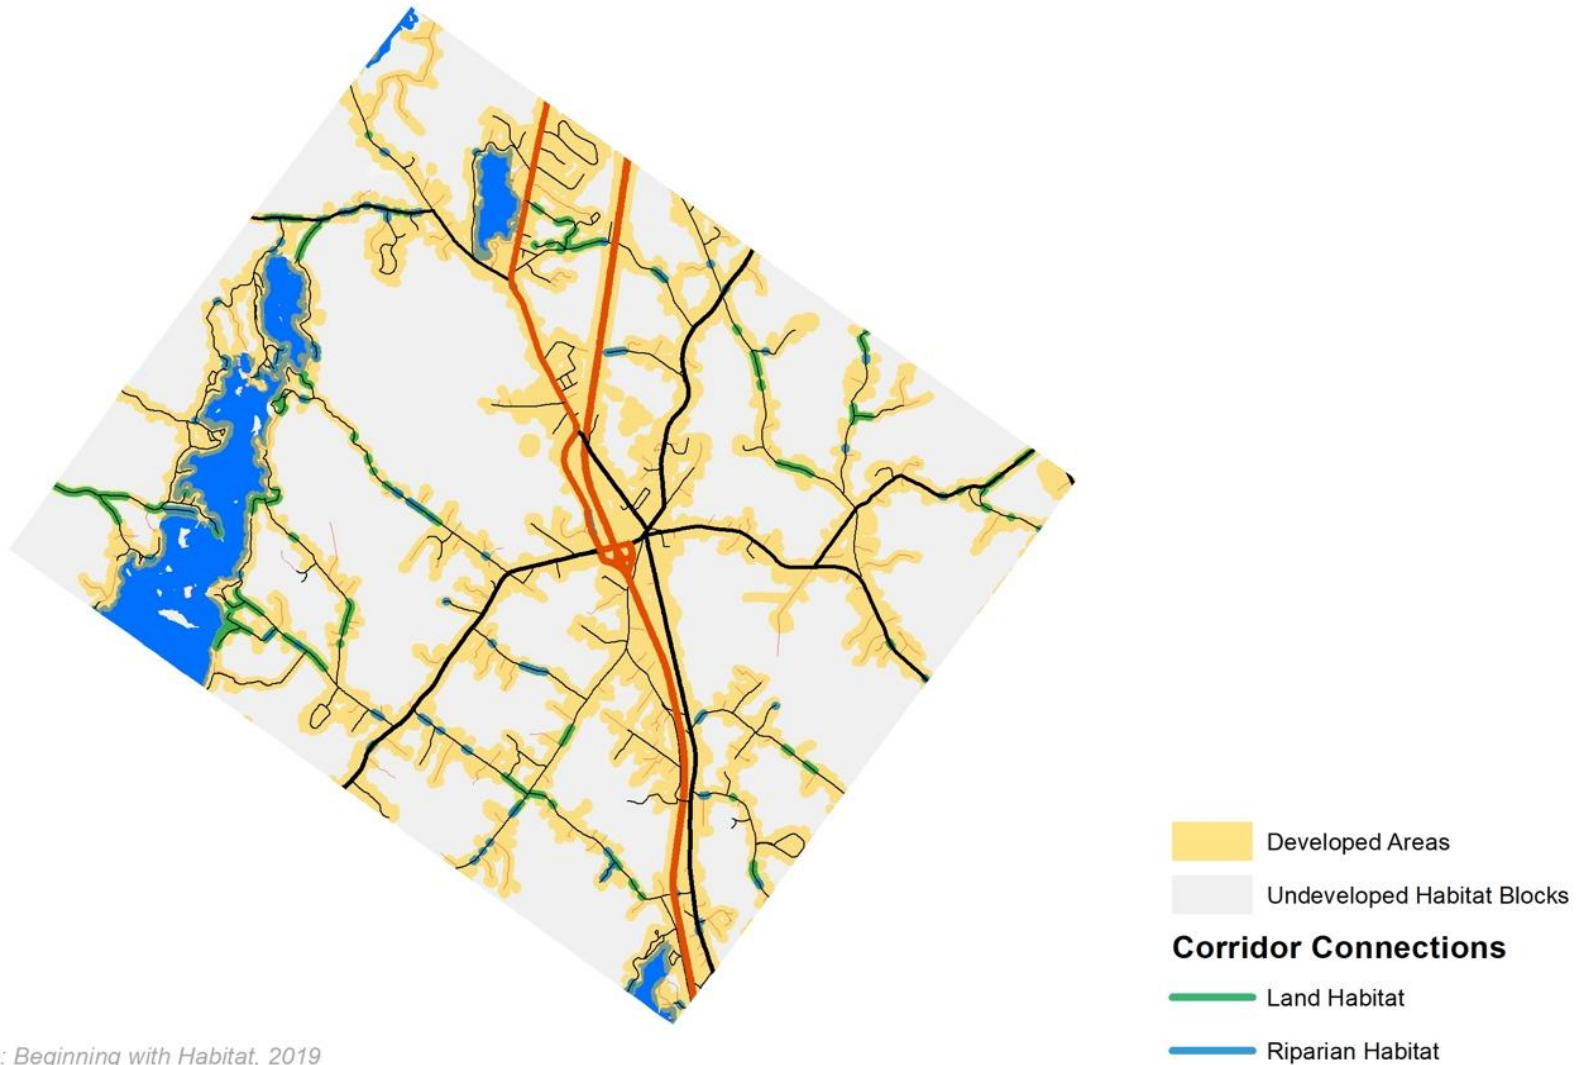 Developed Areas
Undeveloped Habitat Blocks
Corridor Connections
Land Habitat
Riparian Habitat
: Beginning with Habitat, 2019